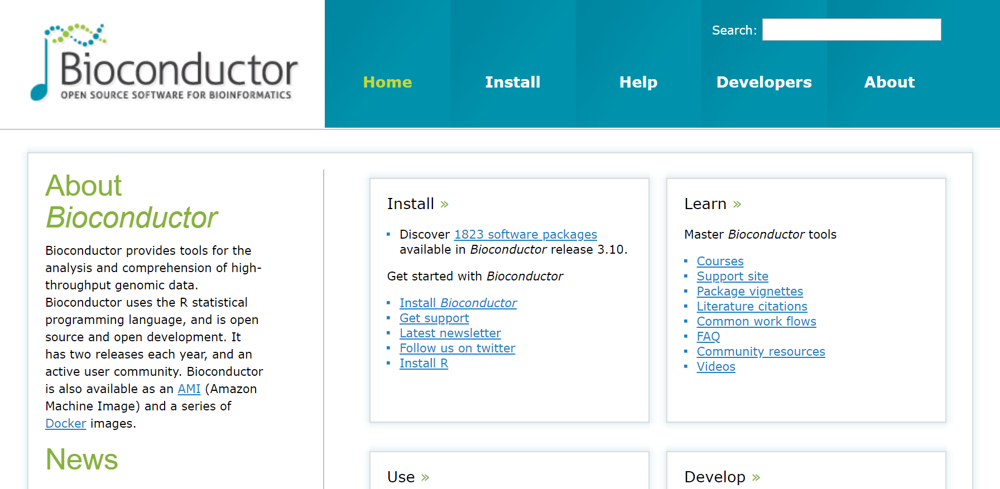 Bioconductor
OPEN SOURCE SOFTWARE FOR BIOINFORMATICS
Search:
Home Install Help Developers About
About
Bioconductor
Bioconductor provides tools for the
analysis and comprehension of high-
throughput genomic data.
Bioconductor uses the R statistical
programming language, and is open
source and open development. It
has two releases each year, and an
active user community. Bioconductor
is also available as an AMI (Amazon
Machine Image) and a series of
Docker images.
News
Install »
Discover 1823 software packages
available in Bioconductor release 3.10.
Get started with Bioconductor
Install Bioconductor
Get support
Latest newsletter
Follow us on twitter
Install R
Learn »
Master Bioconductor tools
Courses
Support site
Package vignettes
Literature citations
Common work flows
FAQ
Community resources
Videos
Use »
Develop »